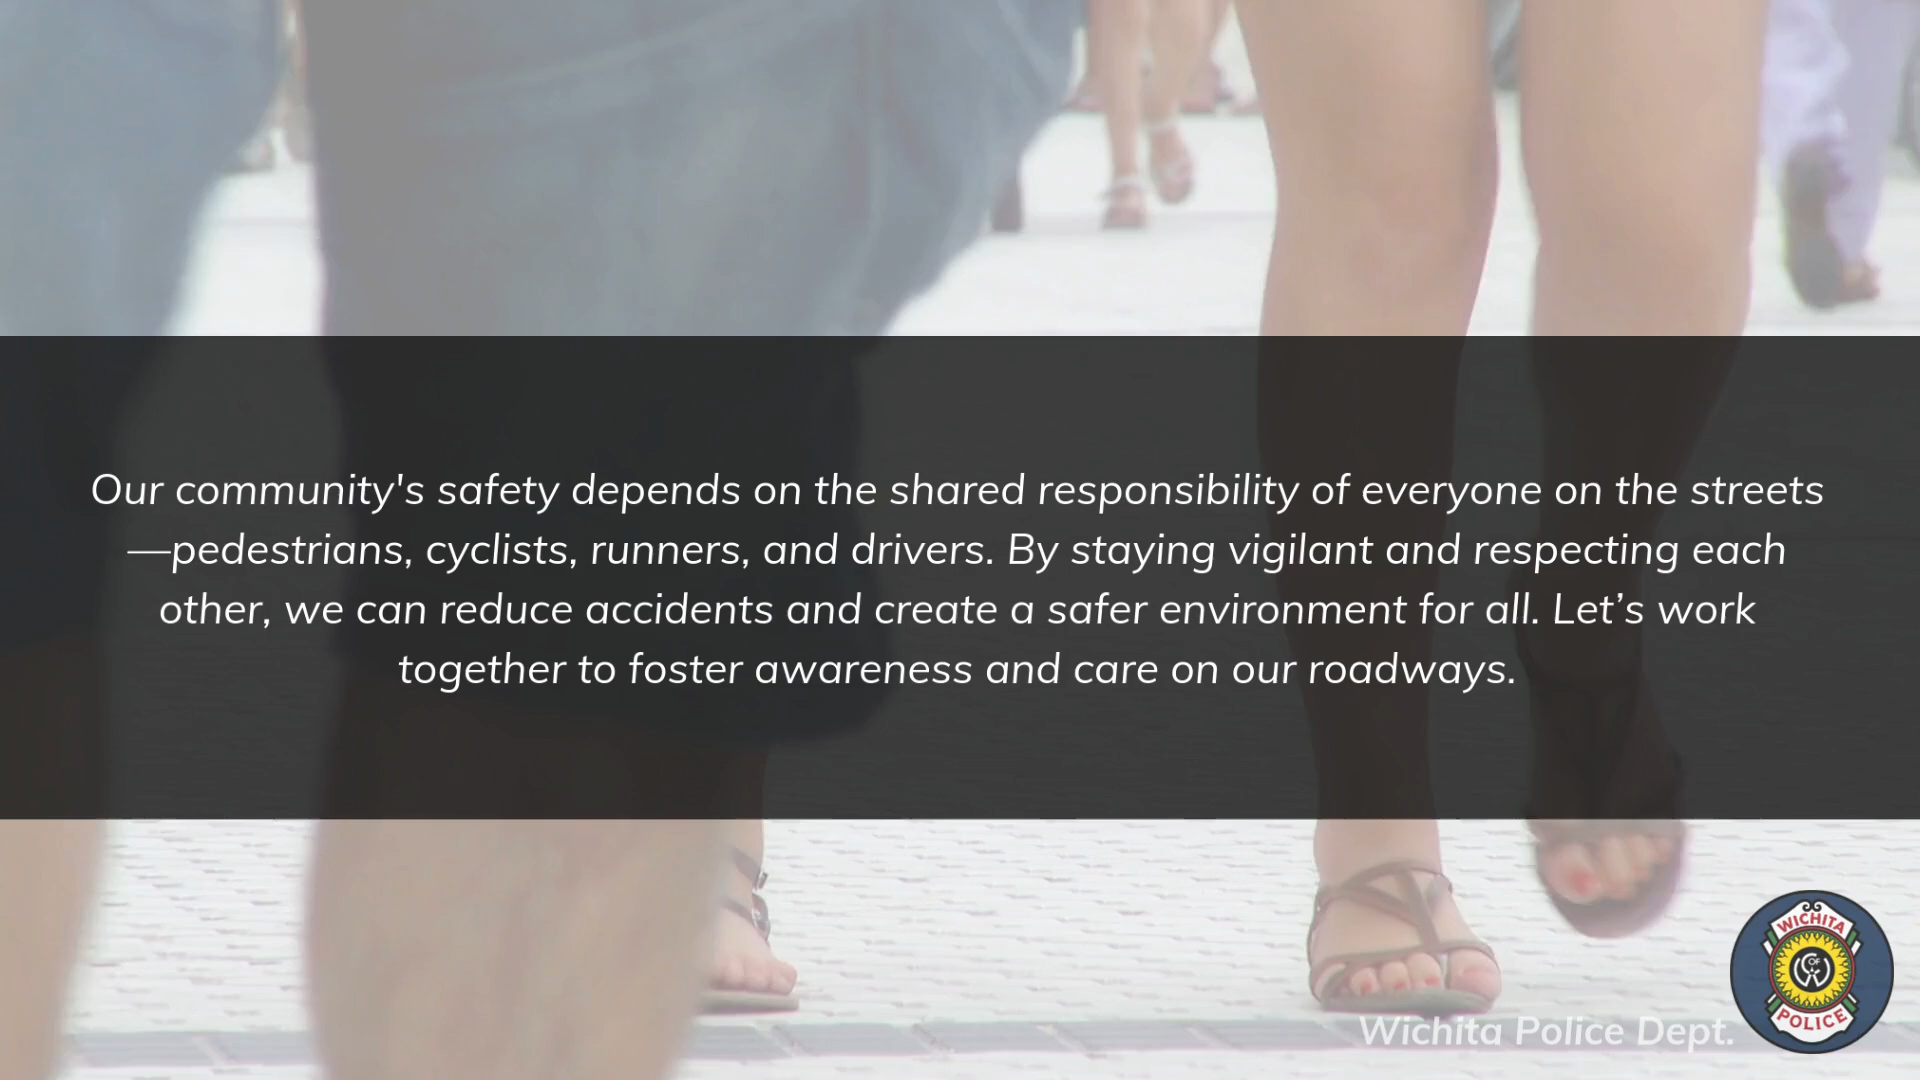 Our community's safety depends on the shared responsibility of everyone on the streets
—pedestrians, cyclists, runners, and drivers. By staying vigilant and respecting each
other, we can reduce accidents and create a safer environment for all. Let’s work
together to foster awareness and care on our roadways.
WICHITA
OF
POLICE
Wichita Police Dept.